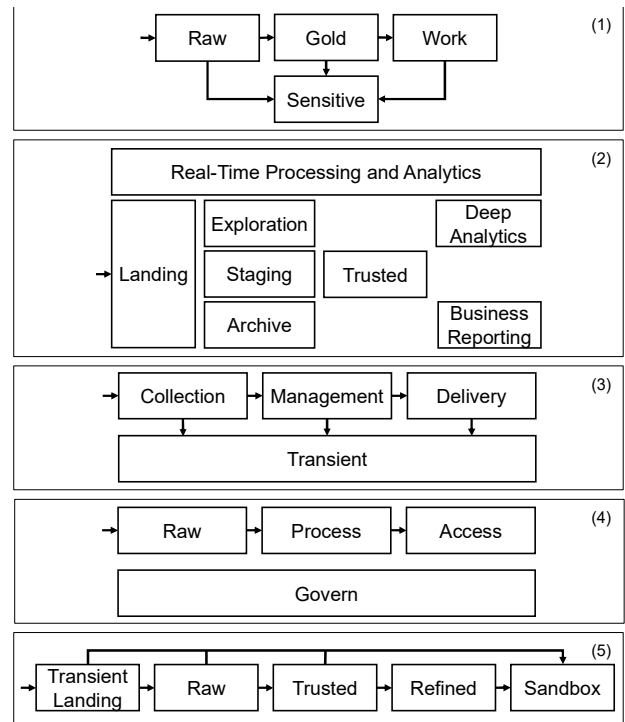 (1)
Raw
Gold
Work
Sensitive
(2)
Real-Time Processing and Analytics
Landing
Exploration
Staging
Archive
Trusted
Deep
Analytics
Business
Reporting
(3)
Collection
Management
Delivery
Transient
(4)
Raw
Process
Access
Govern
(5)
Transient
Landing
Raw
Trusted
Refined
Sandbox